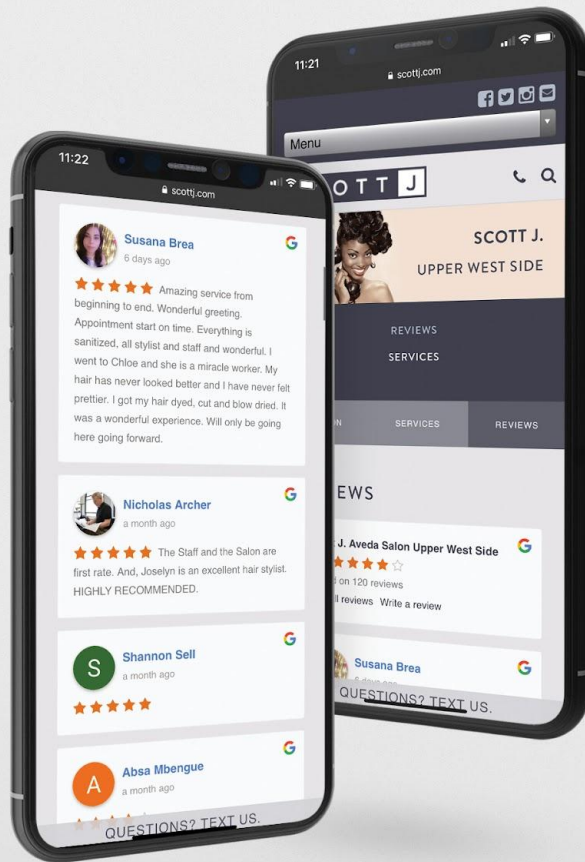 11:22
scottj.com
Susana Brea
6 days ago
Amazing service from
beginning to end. Wonderful greeting.
Appointment start on time. Everything is
sanitized, all stylist and staff and wonderful. I
went to Chloe and she is a miracle worker. My
hair has never looked better and I have never felt
prettier. I got my hair dyed, cut and blow dried. It
was a wonderful experience. Will only be going
here going forward.
Nicholas Archer
a month ago
The Staff and the Salon are
first rate. And, Joselyn is an excellent hair stylist.
HIGHLY RECOMMENDED.
S
Shannon Sell
a month ago
A
Absa Mbengue
a month ago
QUESTIONS? TEXT US.
11:21
scottj.com
Menu
OTT J
SCOTT J.
UPPER WEST SIDE
REVIEWS
SERVICES
SERVICES
REVIEWS
EWS
J. Aveda Salon Upper West Side
on 120 reviews
reviews Write a review
Susana Brea
6 days ago
QUESTIONS? TEXT US.